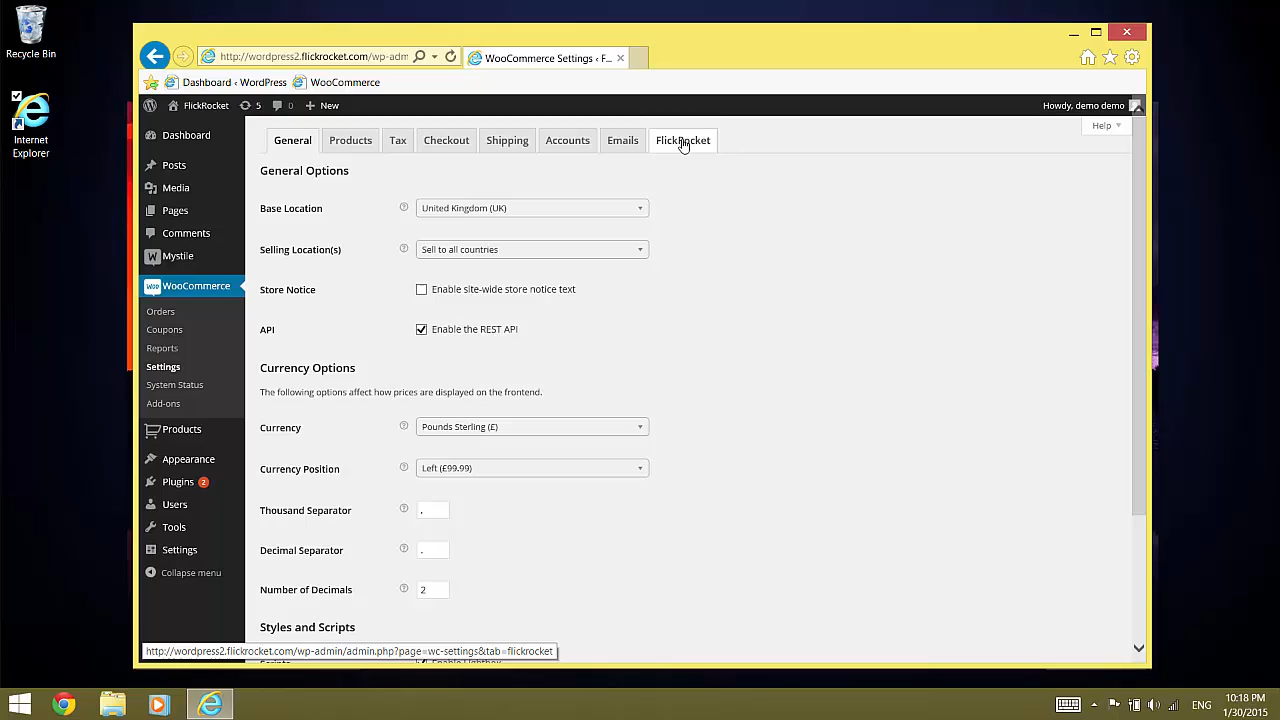 Recycle Bin
Internet Explorer
http://wordpress2.flickrocket.com/wp-adm
WooCommerce Settings ‹ F...
Dashboard ‹ WordPress
WooCommerce
FlickRocket
5
0
New
Howdy, demo demo
Help
Dashboard
Posts
Media
Pages
Comments
Mystile
WooCommerce
Orders
Coupons
Reports
Settings
System Status
Add-ons
Products
Appearance
Plugins 2
Users
Tools
Settings
Collapse menu
General Products Tax Checkout Shipping Accounts Emails FlickRocket
General Options
Base Location United Kingdom (UK)
Selling Location(s) Sell to all countries
Store Notice Enable site-wide store notice text
API Enable the REST API
Currency Options
The following options affect how prices are displayed on the frontend.
Currency Pounds Sterling (£)
Currency Position Left (£99.99)
Thousand Separator
Decimal Separator .
Number of Decimals 2
Styles and Scripts
http://wordpress2.flickrocket.com/wp-admin/admin.php?page=wc-settings&tab=flickrocket
ENG
10:18 PM
1/30/2015